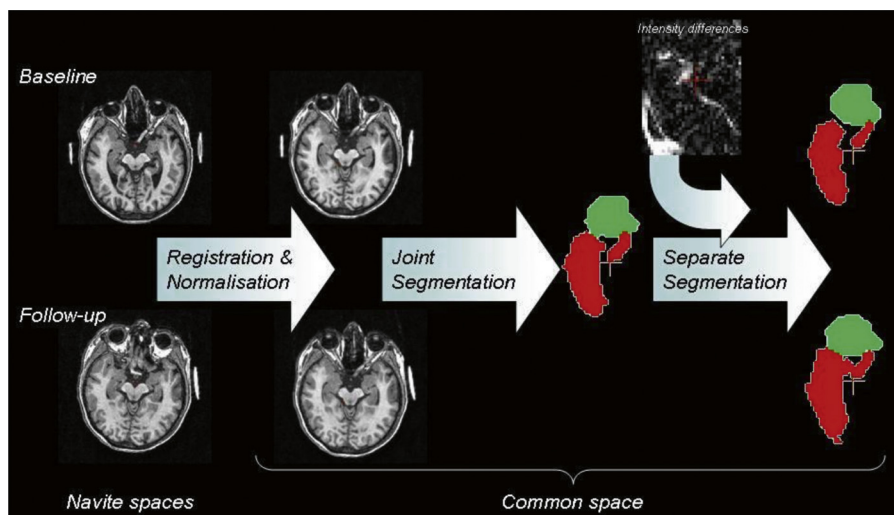 Intensity differences
Baseline
Registration &
Normalisation
Joint
Segmentation
Separate
Segmentation
Follow-up
Navite spaces
Common space